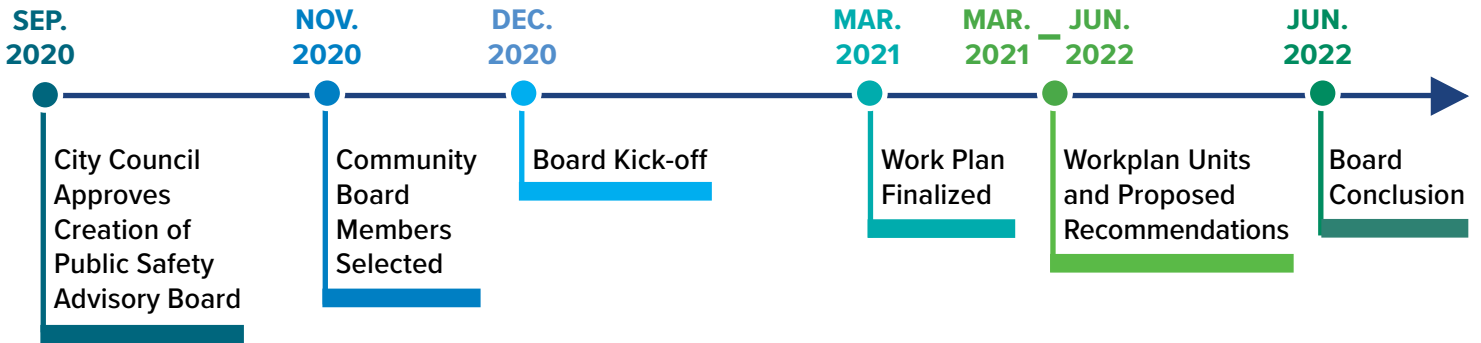 SEP.
2020
NOV.
2020
DEC.
2020
MAR.
2021
MAR. – JUN.
2021 2022
JUN.
2022
City Council
Approves
Creation of
Public Safety
Advisory Board
Community
Board
Members
Selected
Board Kick-off
Work Plan
Finalized
Workplan Units
and Proposed
Recommendations
Board
Conclusion